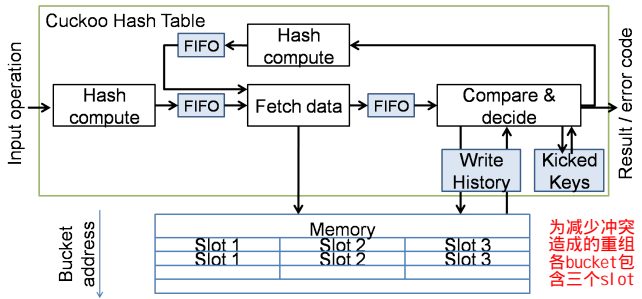 Cuckoo Hash Table
Input operation
Hash
compute
FIFO
FIFO
Hash
compute
Fetch data
FIFO
Compare &
decide
Write
History
Kicked
Keys
Result / error code
Bucket
address
Memory
Slot 1 Slot 2 Slot 3
Slot 1 Slot 2 Slot 3
为减少冲突
造成的重组
各bucket包
含三个slot